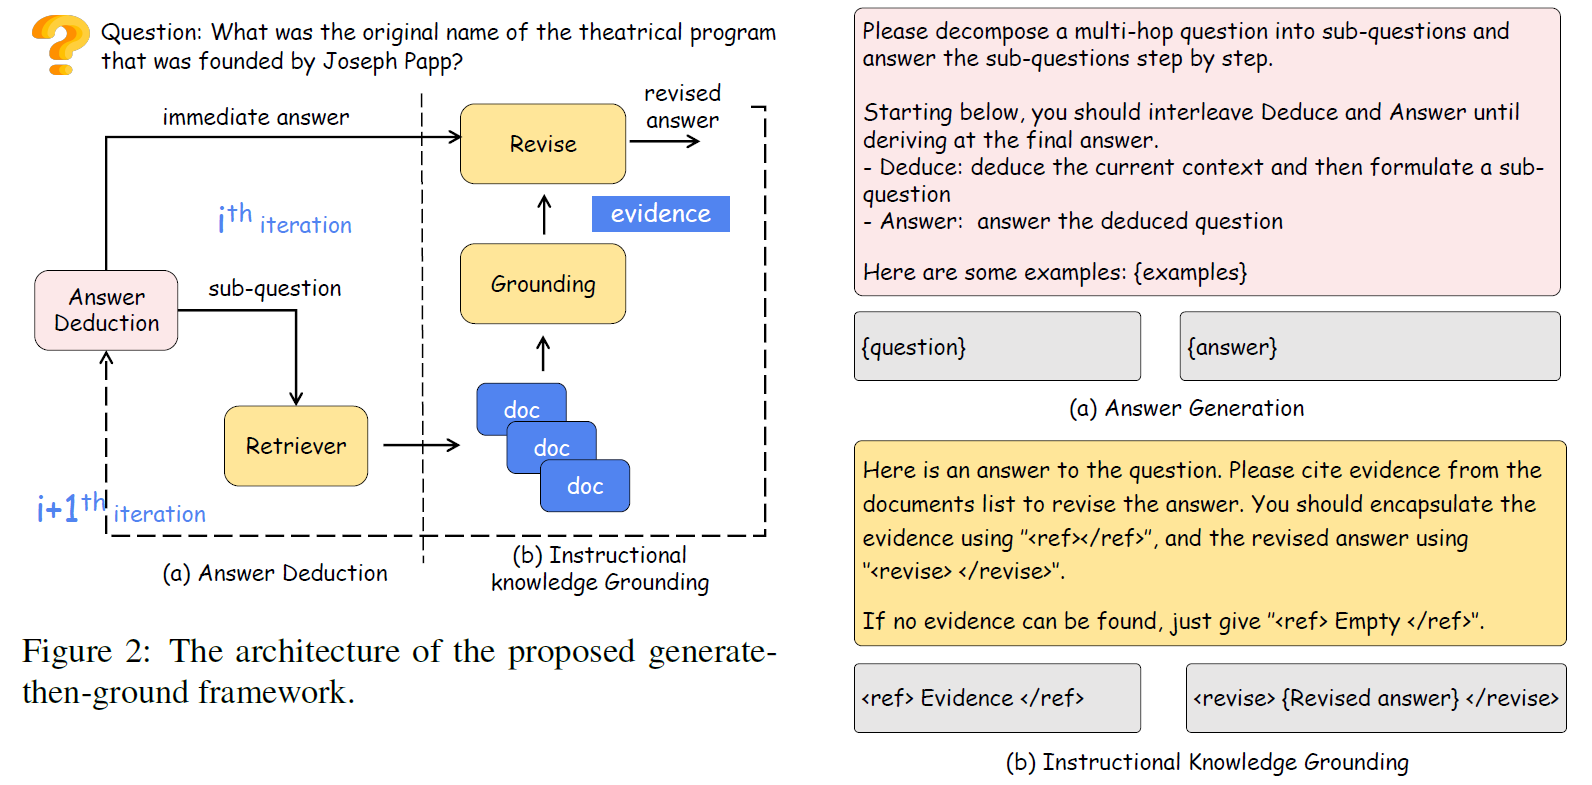 Question: What was the original name of the theatrical program
that was founded by Joseph Papp?
immediate answer
revised
answer
Revise
ith iteration
evidence
Answer
Deduction
sub-question
Grounding
Retriever
doc
doc
doc
i+1th iteration
(a) Answer Deduction
(b) Instructional
knowledge Grounding
Figure 2: The architecture of the proposed generate-
then-ground framework.
Please decompose a multi-hop question into sub-questions and
answer the sub-questions step by step.
Starting below, you should interleave Deduce and Answer until
deriving at the final answer.
- Deduce: deduce the current context and then formulate a sub-
question
- Answer: answer the deduced question
Here are some examples: {examples}
{question}
{answer}
(a) Answer Generation
Here is an answer to the question. Please cite evidence from the
documents list to revise the answer. You should encapsulate the
evidence using "<ref></ref>", and the revised answer using
"<revise> </revise>".
If no evidence can be found, just give "<ref> Empty </ref>".
<ref> Evidence </ref>
<revise> {Revised answer} </revise>
(b) Instructional Knowledge Grounding